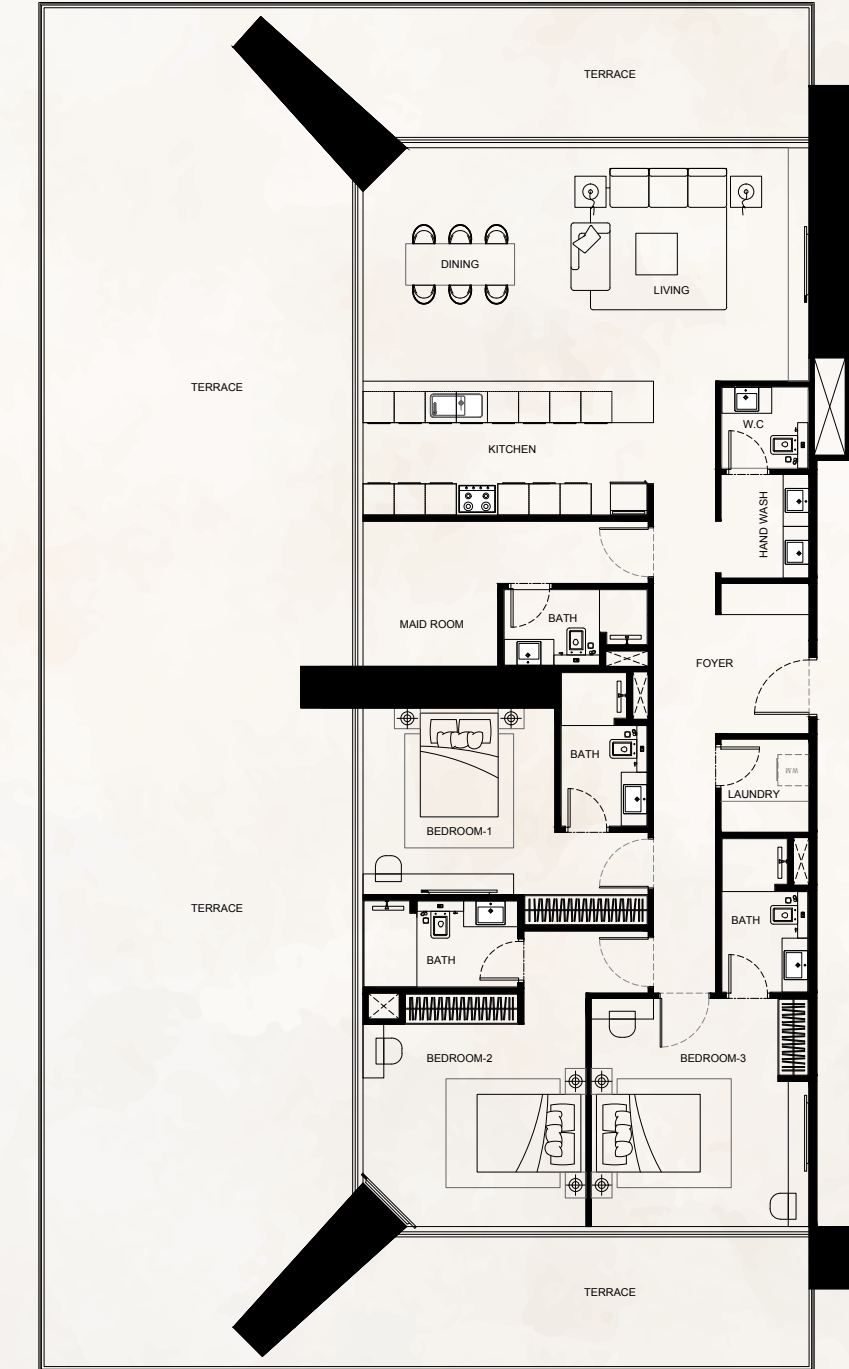 TERRACE
DINING
LIVING
TERRACE
W.C
KITCHEN
HAND WASH
BATH
MAID ROOM
FOYER
BATH
WM
LAUNDRY
BEDROOM-1
TERRACE
BATH
BATH
BEDROOM-2
BEDROOM-3
TERRACE